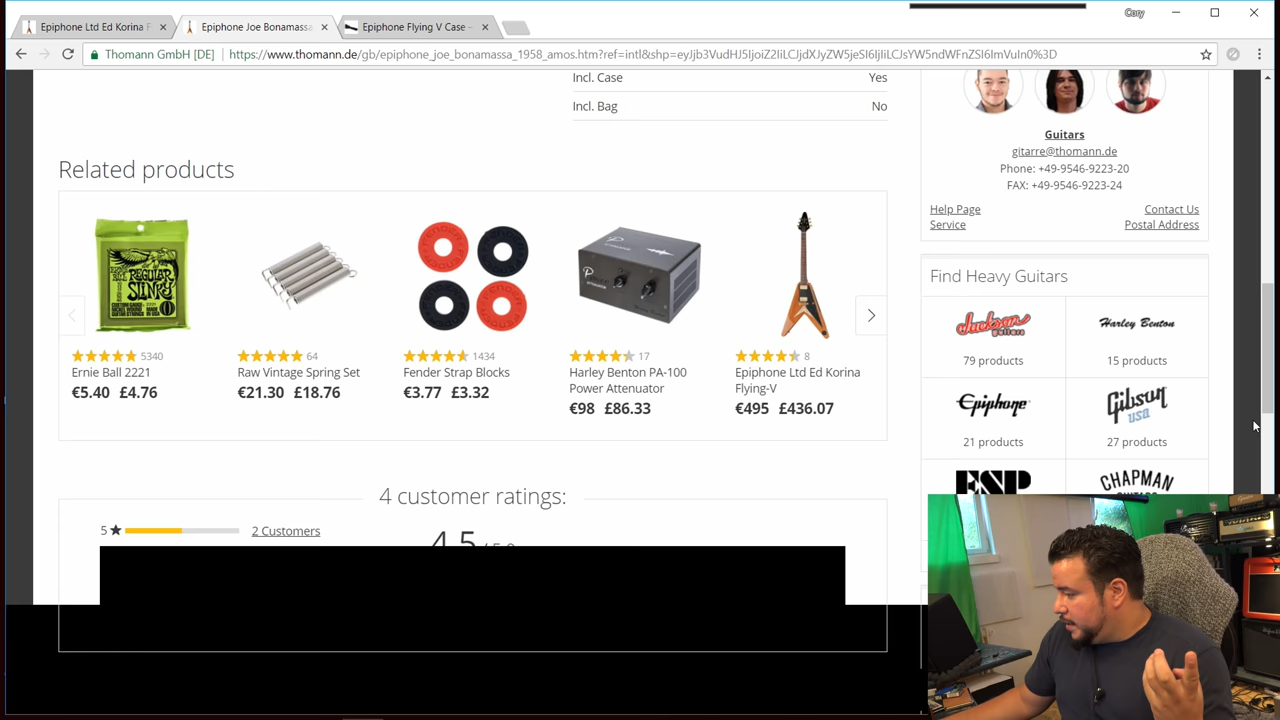 Cory
Epiphone Ltd Ed Korina F
Epiphone Joe Bonamassa
Epiphone Flying V Case –
Thomann GmbH [DE]
https://www.thomann.de/gb/epiphone_joe_bonamassa_1958_amos.htm?ref=intl&shp=
Incl. Case Yes
Incl. Bag No
Related products
REGULAR
SLINKY
5340
Ernie Ball 2221
€5.40 £4.76
64
Raw Vintage Spring Set
€21.30 £18.76
1434
Fender Strap Blocks
€3.77 £3.32
17
Harley Benton PA-100
Power Attenuator
€98 £86.33
8
Epiphone Ltd Ed Korina
Flying-V
€495 £436.07
4 customer ratings:
5 ★ 2 Customers
4.5 / 5.0
Guitars
gitarre@thomann.de
Phone: +49-9546-9223-20
FAX: +49-9546-9223-24
Help Page Contact Us
Service Postal Address
Find Heavy Guitars
Jackson guitars
79 products
Harley Benton
15 products
Epiphone
21 products
Gibson usa
27 products
ESP
CHAPMAN